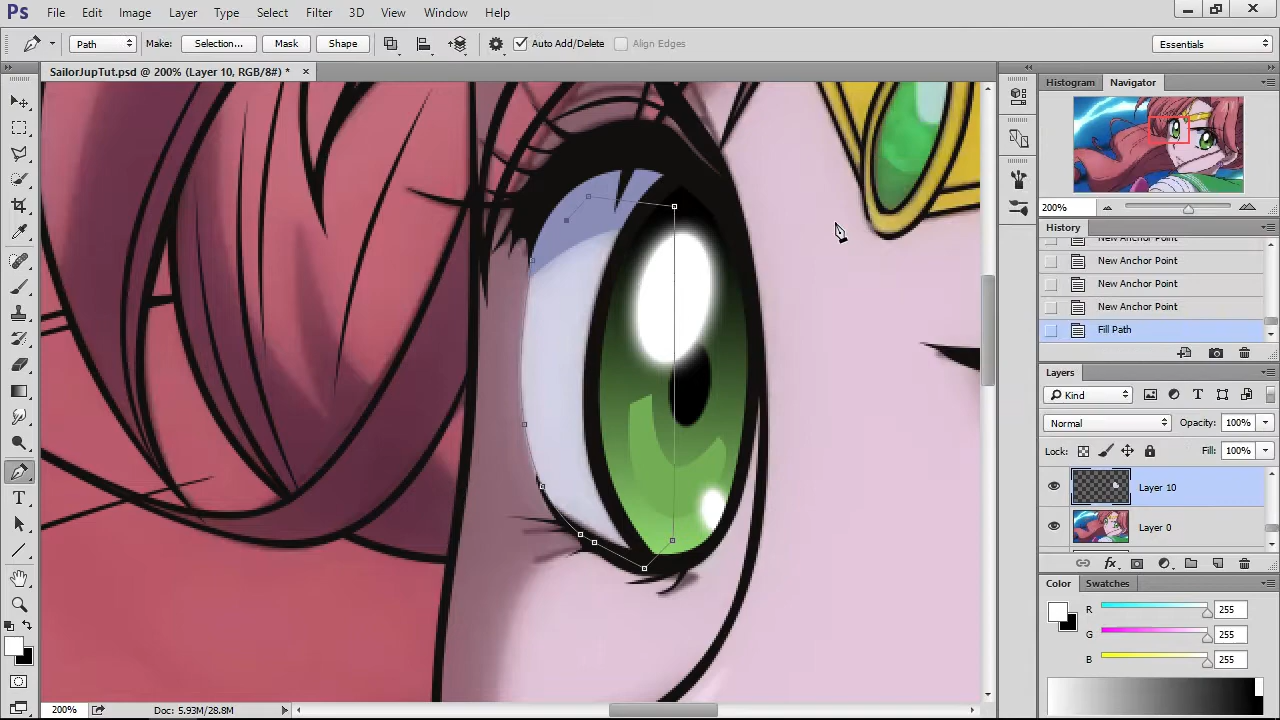 Ps File Edit Image Layer Type Select Filter 3D View Window Help
Path Make: Selection... Mask Shape Auto Add/Delete Align Edges Essentials
SailorJupTut.psd @ 200% (Layer 10, RGB/8#) * ×
Histogram Navigator
200%
History
New Anchor Point
New Anchor Point
New Anchor Point
Fill Path
Layers
Kind
Normal Opacity: 100%
Lock: Fill: 100%
Layer 10
Layer 0
fx
Color Swatches
R 255
G 255
B 255
T
200% Doc: 5.93M/28.8M